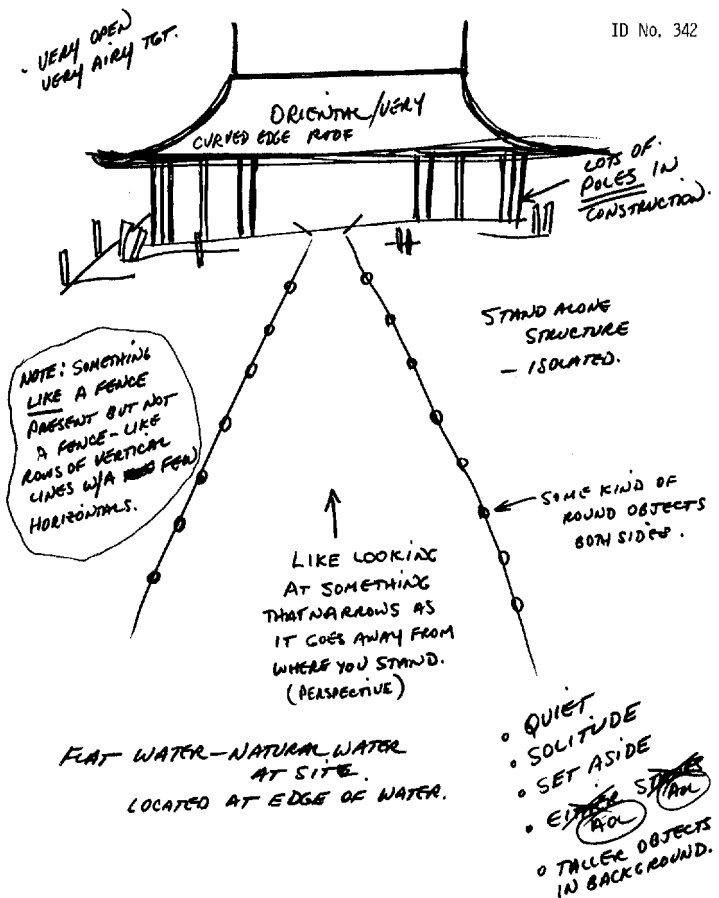 ID No. 342
- VERY OPEN
VERY AIRY TGT.
ORIENTAL/VERY
CURVED EDGE ROOF
LOTS OF
POLES IN
CONSTRUCTION.
STAND ALONE
STRUCTURE
- ISOLATED.
NOTE: SOMETHING
LIKE A FENCE
PRESENT BUT NOT
A FENCE-LIKE
ROWS OF VERTICAL
LINES W/A FEW
HORIZONTALS.
SOME KIND OF
ROUND OBJECTS
BOTH SIDES.
LIKE LOOKING
AT SOMETHING
THAT NARROWS AS
IT GOES AWAY FROM
WHERE YOU STAND.
(PERSPECTIVE)
FLAT WATER-NATURAL WATER
AT SITE.
LOCATED AT EDGE OF WATER.
• QUIET
• SOLITUDE
• SET ASIDE
• EITHER
AOL AOL
• TALLER OBJECTS
IN BACKGROUND.